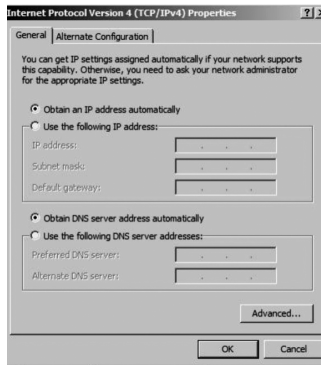 Internet Protocol Version 4 (TCP/IPv4) Properties
General Alternate Configuration
You can get IP settings assigned automatically if your network supports
this capability. Otherwise, you need to ask your network administrator
for the appropriate IP settings.
Obtain an IP address automatically
Use the following IP address:
IP address:
Subnet mask:
Default gateway:
Obtain DNS server address automatically
Use the following DNS server addresses:
Preferred DNS server:
Alternate DNS server:
Advanced...
OK Cancel